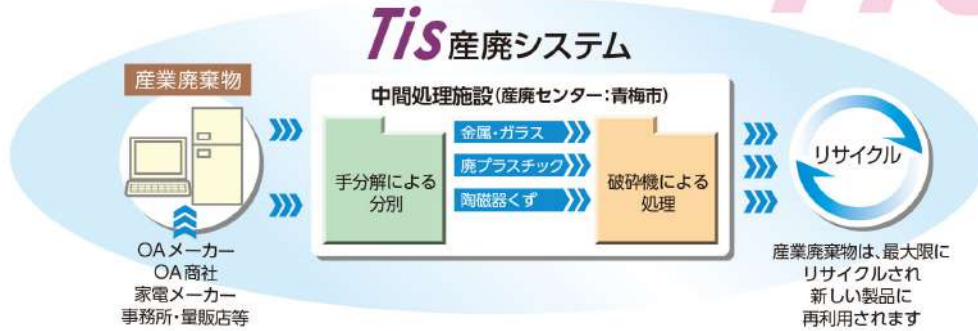 Tis産廃システム
産業廃棄物
中間処理施設(産廃センター:青梅市)
手分解による
分別
金属・ガラス
廃プラスチック
陶磁器くず
破砕機による
処理
リサイクル
OAメーカー
OA商社
家電メーカー
事務所・量販店等
産業廃棄物は、最大限に
リサイクルされ
新しい製品に
再利用されます